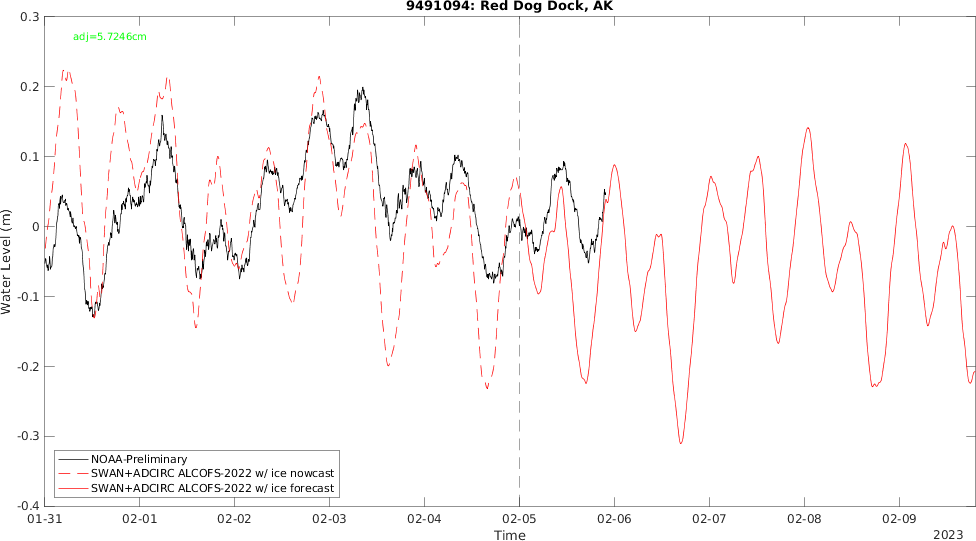 9491094: Red Dog Dock, AK
adj=5.7246cm
Water Level (m)
0.3
0.2
0.1
0
-0.1
-0.2
-0.3
-0.4
NOAA-Preliminary
SWAN+ADCIRC ALCOFS-2022 w/ ice nowcast
SWAN+ADCIRC ALCOFS-2022 w/ ice forecast
01-31 02-01 02-02 02-03 02-04 02-05 02-06 02-07 02-08 02-09
Time
2023